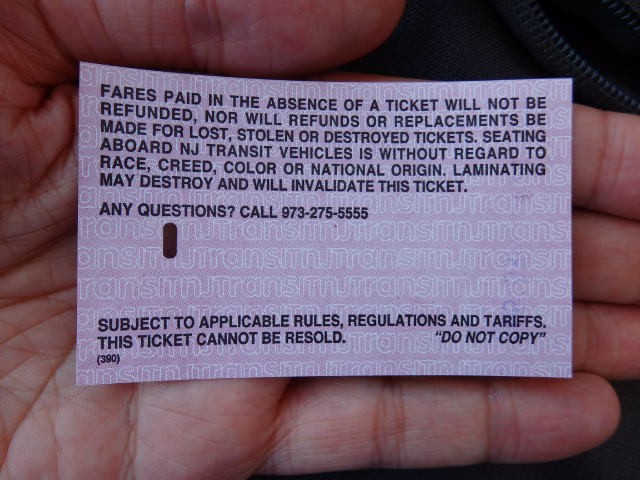 FARES PAID IN THE ABSENCE OF A TICKET WILL NOT BE
REFUNDED, NOR WILL REFUNDS OR REPLACEMENTS BE
MADE FOR LOST, STOLEN OR DESTROYED TICKETS. SEATING
ABOARD NJ TRANSIT VEHICLES IS WITHOUT REGARD TO
RACE, CREED, COLOR OR NATIONAL ORIGIN. LAMINATING
MAY DESTROY AND WILL INVALIDATE THIS TICKET.
ANY QUESTIONS? CALL 973-275-5555
SUBJECT TO APPLICABLE RULES, REGULATIONS AND TARIFFS.
THIS TICKET CANNOT BE RESOLD. "DO NOT COPY"
(390)